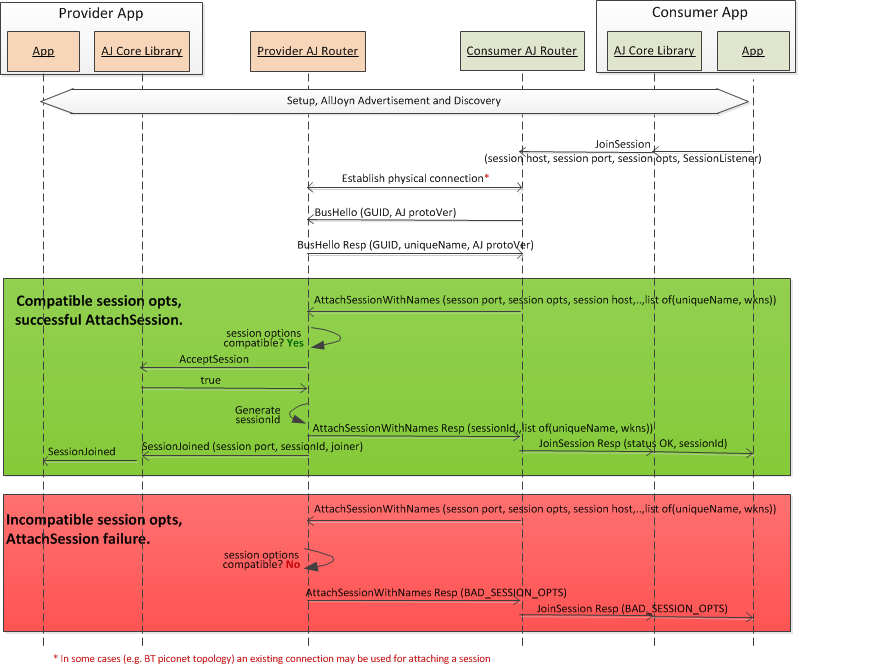 Provider App
Consumer App
App
AJ Core Library
Provider AJ Router
Consumer AJ Router
AJ Core Library
App
Setup, AllJoyn Advertisement and Discovery
JoinSession
(session host, session port, session opts, SessionListener)
Establish physical connection*
BusHello (GUID, AJ protoVer)
BusHello Resp (GUID, uniqueName, AJ protoVer)
Compatible session opts,
successful AttachSession.
AttachSessionWithNames (sesson port, session opts, session host,..,list of(uniqueName, wkns))
session options
compatible? Yes
AcceptSession
true
Generate
sessionId
AttachSessionWithNames Resp (sessionId, list of(uniqueName, wkns))
JoinSession Resp (status OK, sessionId)
SessionJoined (session port, sessionId, joiner)
SessionJoined
Incompatible session opts,
AttachSession failure.
AttachSessionWithNames (sesson port, session opts, session host,..,list of(uniqueName, wkns))
session options
compatible? No
AttachSessionWithNames Resp (BAD_SESSION_OPTS)
JoinSession Resp (BAD_SESSION_OPTS)
* In some cases (e.g. BT piconet topology) an existing connection may be used for attaching a session